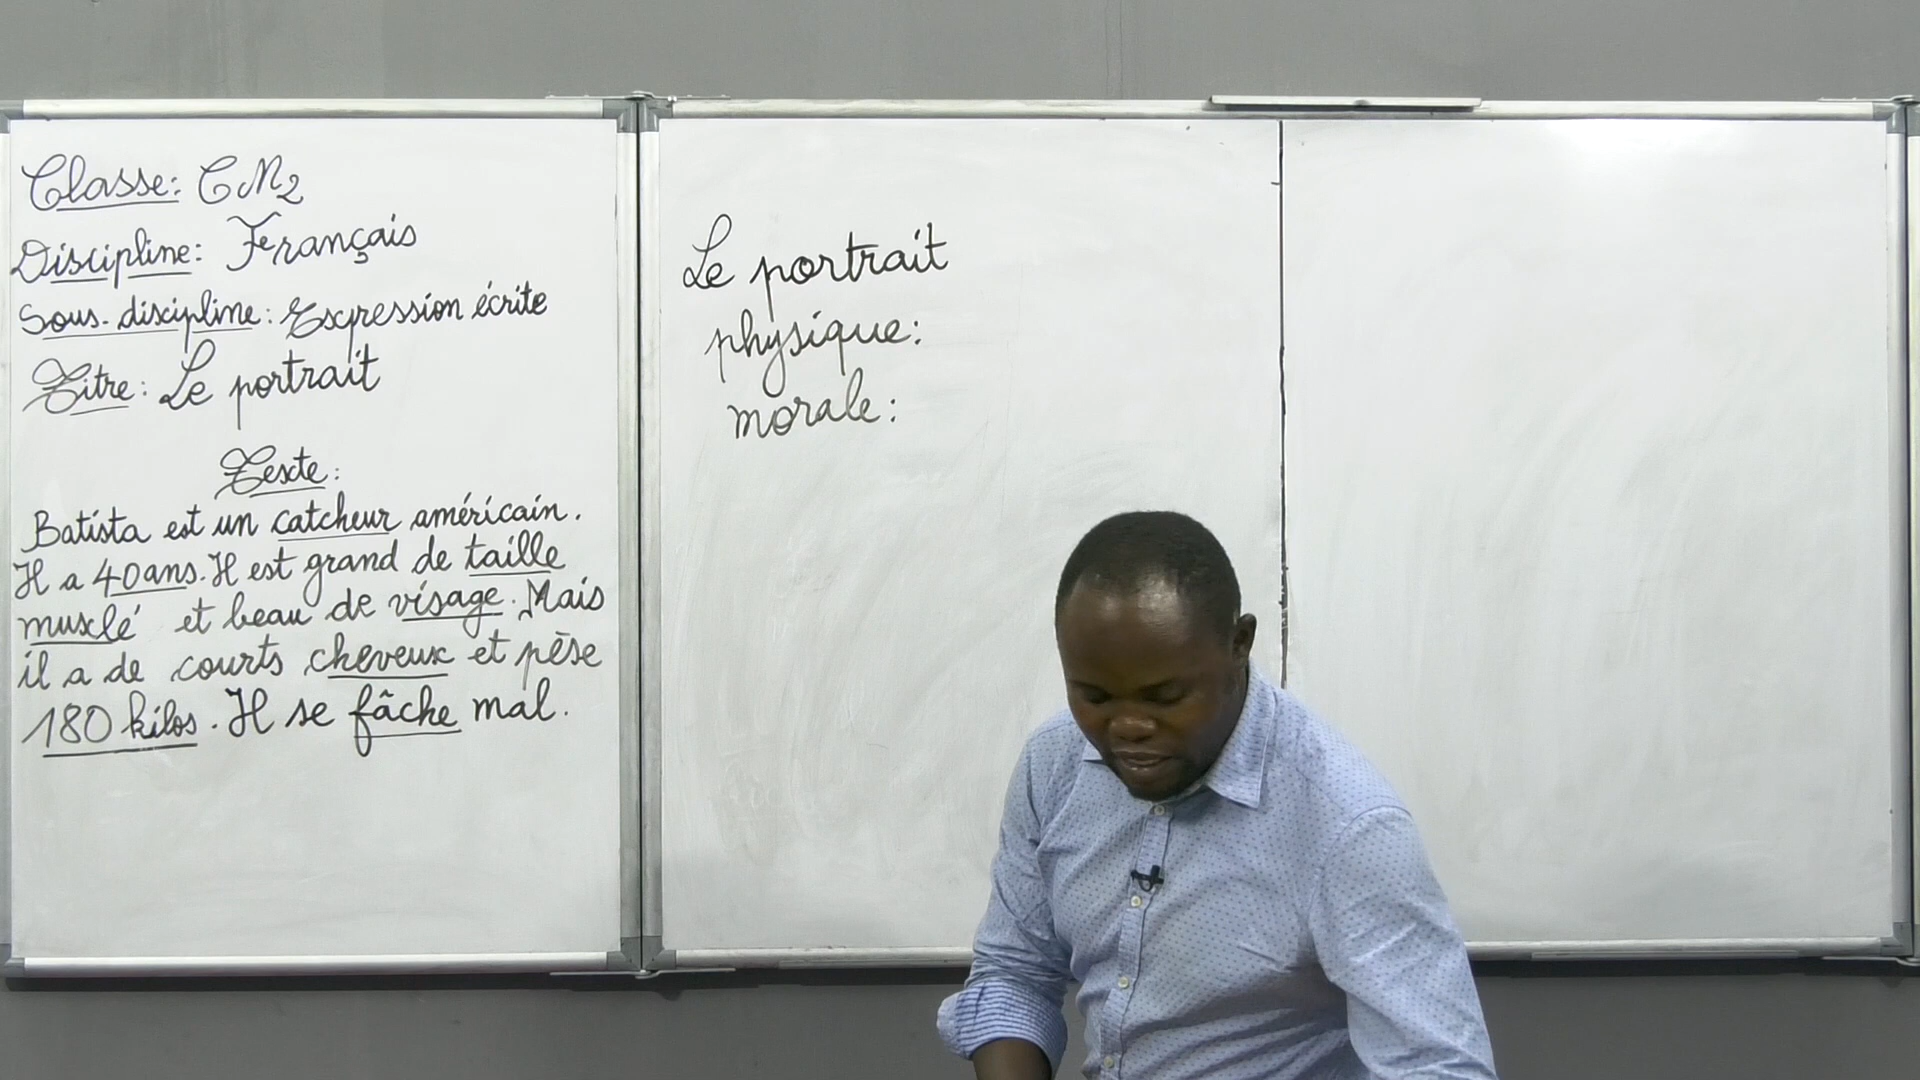 Classe: CM2
Discipline: Français
Sous-discipline: Expression écrite
Titre: Le portrait
Texte:
Batista est un catcheur américain.
Il a 40 ans. Il est grand de taille
musclé et beau de visage. Mais
il a de courts cheveux et pèse
180 kilos. Il se fâche mal.
Le portrait
physique:
morale: